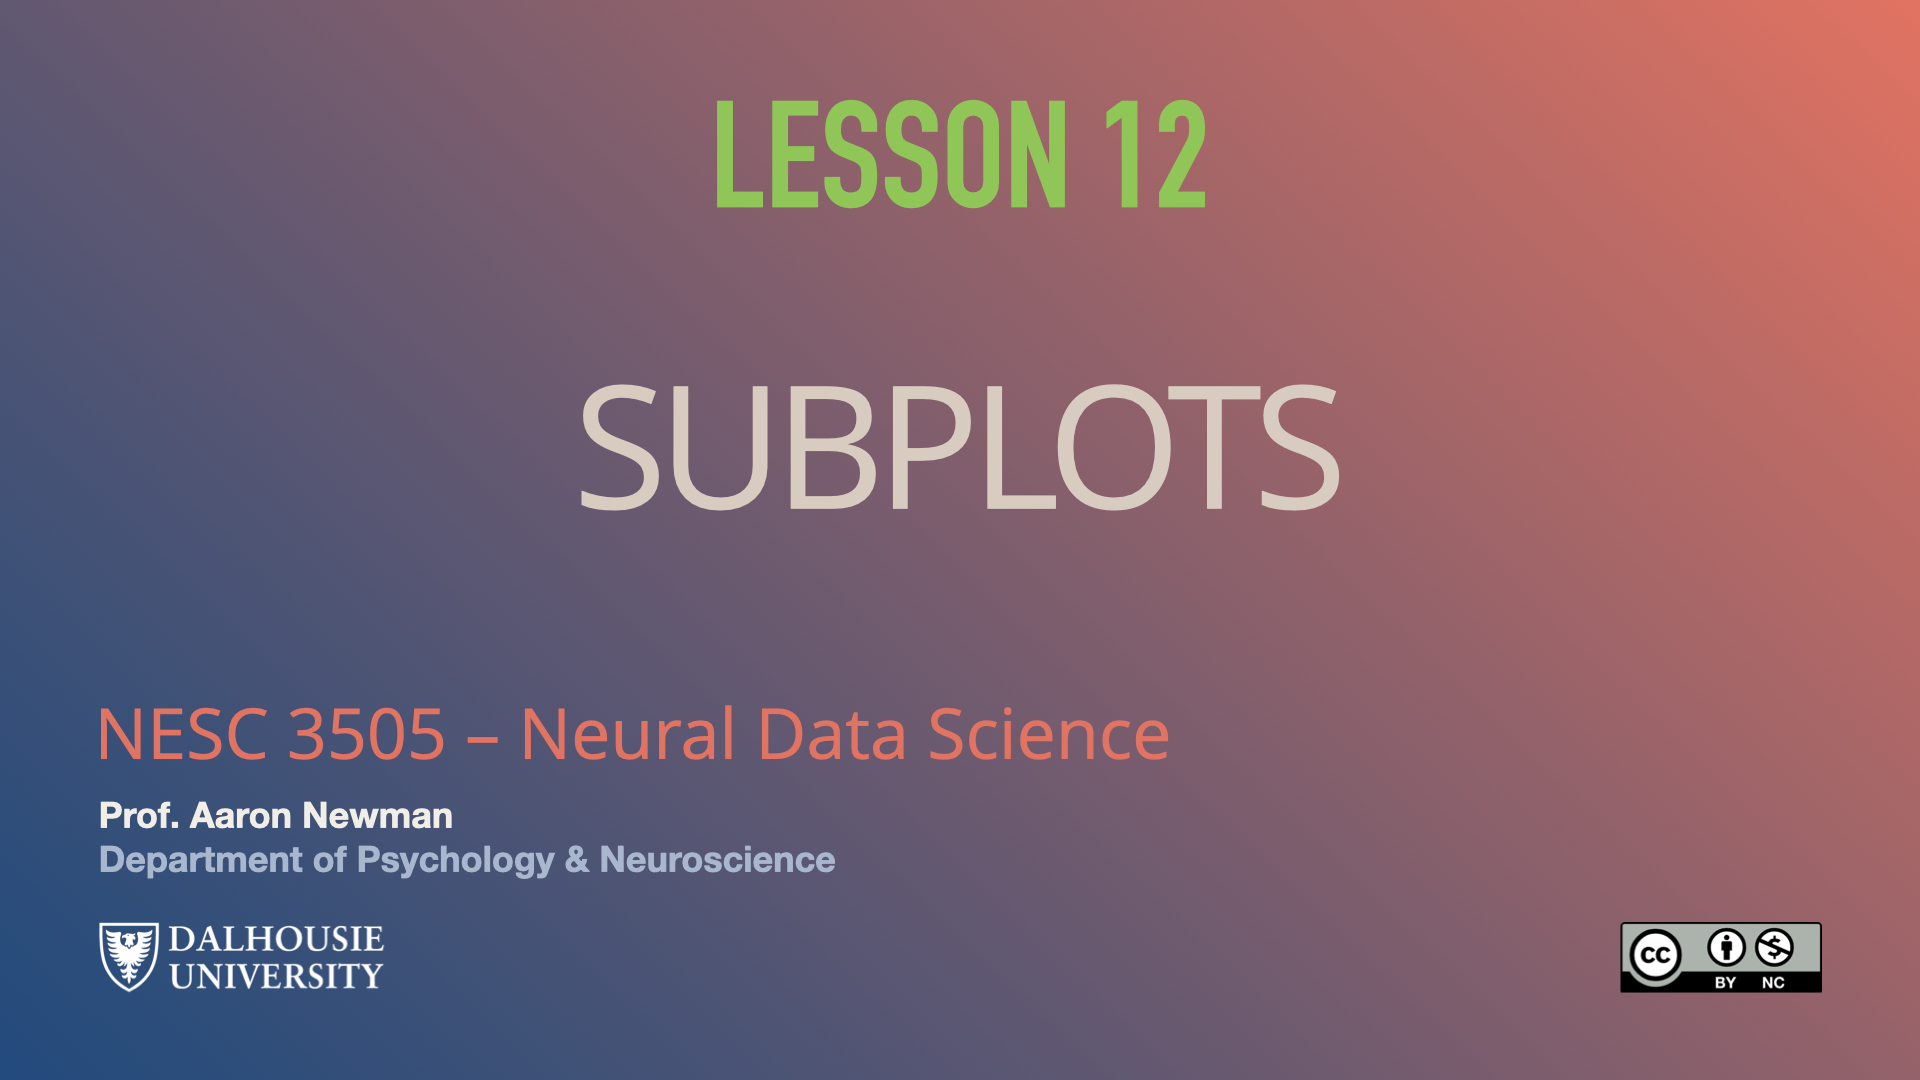 LESSON 12
SUBPLOTS
NESC 3505 – Neural Data Science
Prof. Aaron Newman
Department of Psychology & Neuroscience
DALHOUSIE
UNIVERSITY
CC
BY NC